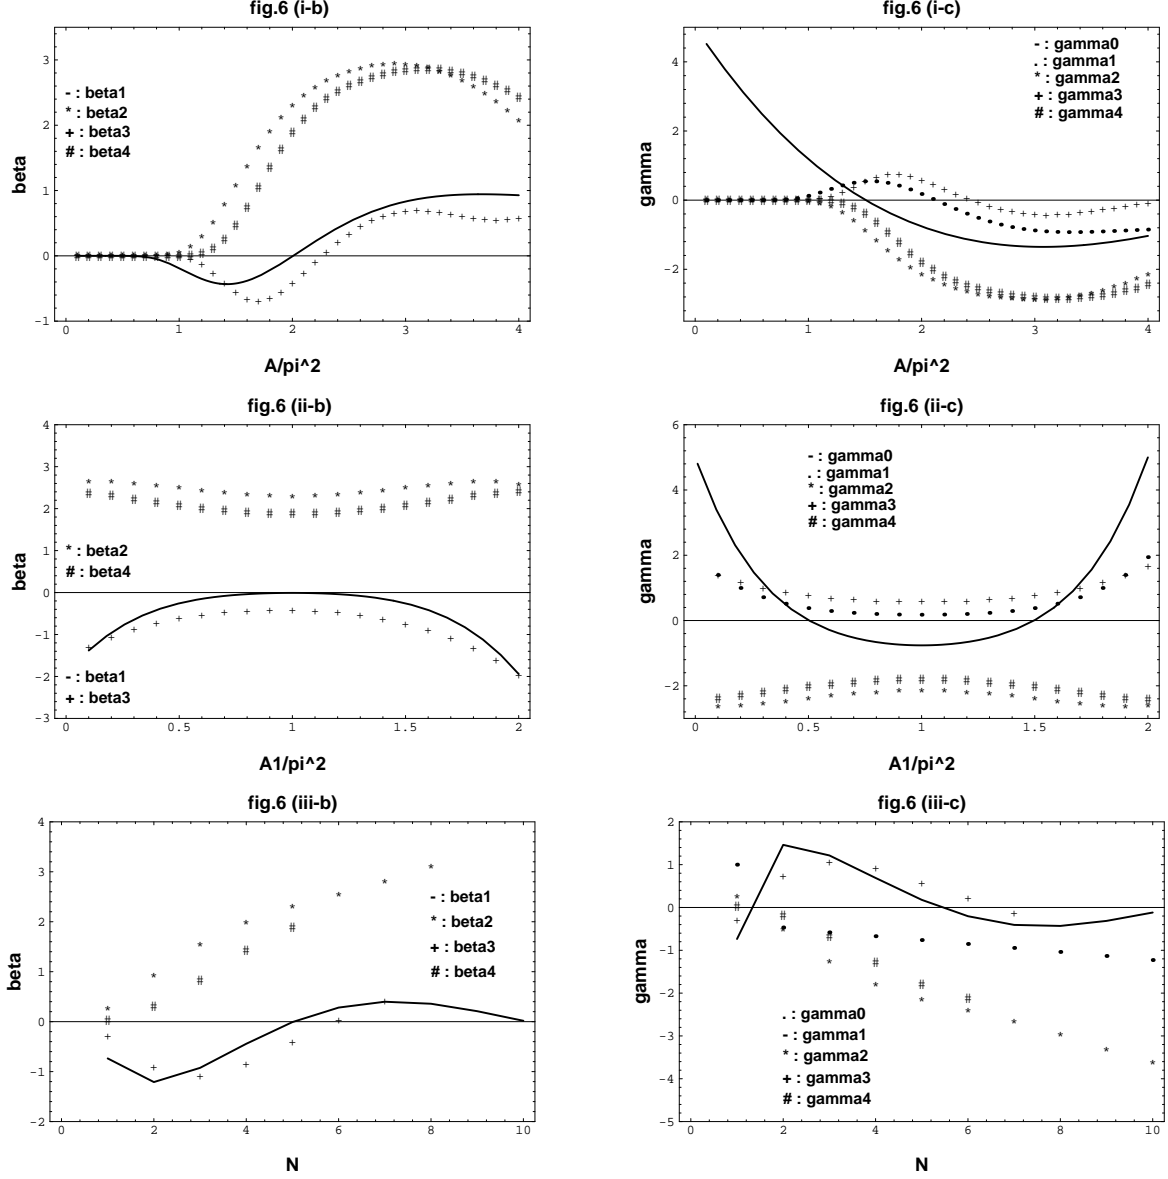 fig.6 (i-b)
- : beta1
* : beta2
+ : beta3
# : beta4
beta
3
2
1
0
-1
0
1
2
3
4
A/pi^2
fig.6 (i-c)
- : gamma0
. : gamma1
* : gamma2
+ : gamma3
# : gamma4
gamma
4
2
0
-2
0
1
2
3
4
A/pi^2
fig.6 (ii-b)
* : beta2
# : beta4
- : beta1
+ : beta3
beta
4
3
2
1
0
-1
-2
-3
0
0.5
1
1.5
2
A1/pi^2
fig.6 (ii-c)
- : gamma0
. : gamma1
* : gamma2
+ : gamma3
# : gamma4
gamma
6
4
2
0
-2
0
0.5
1
1.5
2
A1/pi^2
fig.6 (iii-b)
- : beta1
* : beta2
+ : beta3
# : beta4
beta
4
3
2
1
0
-1
-2
0
2
4
6
8
10
N
fig.6 (iii-c)
. : gamma0
- : gamma1
* : gamma2
+ : gamma3
# : gamma4
gamma
2
1
0
-1
-2
-3
-4
-5
0
2
4
6
8
10
N